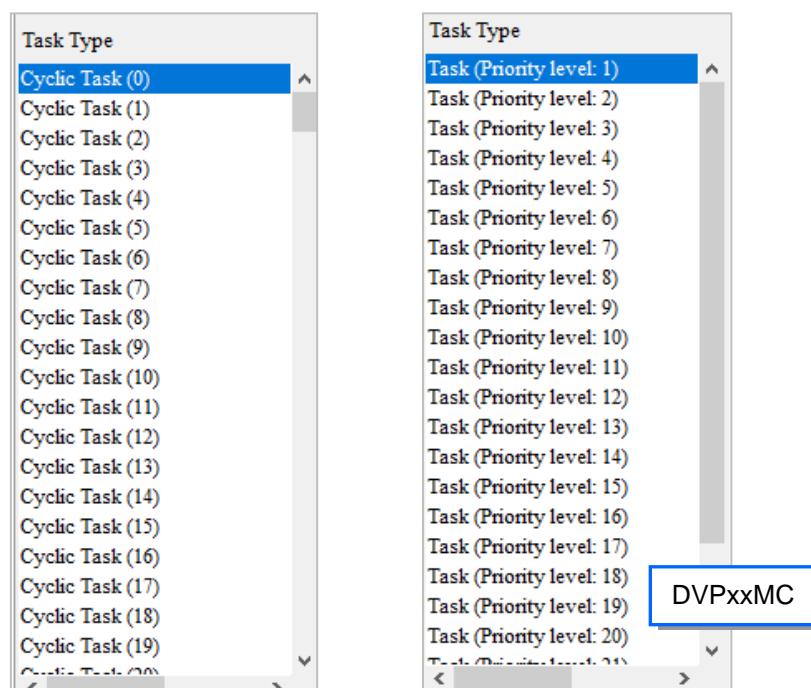 Task Type
Cyclic Task (0)
Cyclic Task (1)
Cyclic Task (2)
Cyclic Task (3)
Cyclic Task (4)
Cyclic Task (5)
Cyclic Task (6)
Cyclic Task (7)
Cyclic Task (8)
Cyclic Task (9)
Cyclic Task (10)
Cyclic Task (11)
Cyclic Task (12)
Cyclic Task (13)
Cyclic Task (14)
Cyclic Task (15)
Cyclic Task (16)
Cyclic Task (17)
Cyclic Task (18)
Cyclic Task (19)
Cyclic Task (20)
Task Type
Task (Priority level: 1)
Task (Priority level: 2)
Task (Priority level: 3)
Task (Priority level: 4)
Task (Priority level: 5)
Task (Priority level: 6)
Task (Priority level: 7)
Task (Priority level: 8)
Task (Priority level: 9)
Task (Priority level: 10)
Task (Priority level: 11)
Task (Priority level: 12)
Task (Priority level: 13)
Task (Priority level: 14)
Task (Priority level: 15)
Task (Priority level: 16)
Task (Priority level: 17)
Task (Priority level: 18)
Task (Priority level: 19)
Task (Priority level: 20)
Task (Priority level: 21)
DVPxxMC